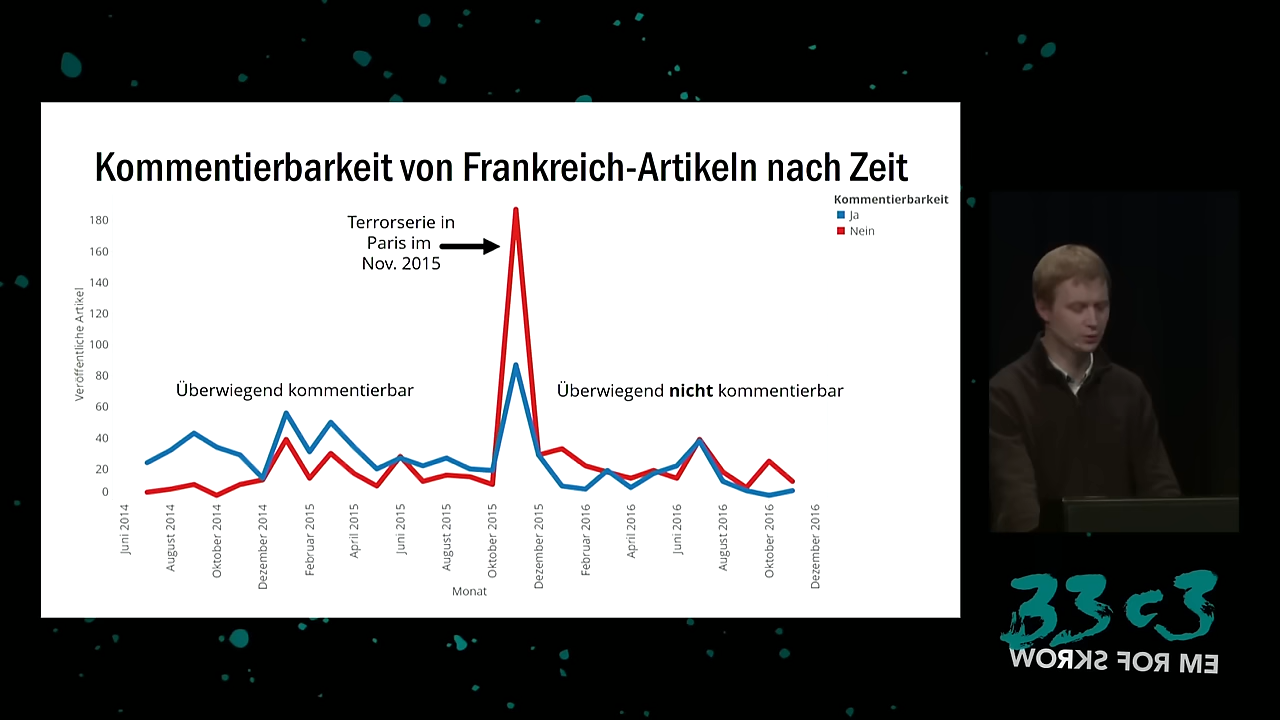 Kommentierbarkeit von Frankreich-Artikeln nach Zeit
Kommentierbarkeit
Ja
Nein
Terrorserie in
Paris im
Nov. 2015
Überwiegend kommentierbar
Überwiegend nicht kommentierbar
Veröffentliche Artikel
180
160
140
120
100
80
60
40
20
0
Juni 2014
August 2014
Oktober 2014
Dezember 2014
Februar 2015
April 2015
Juni 2015
August 2015
Oktober 2015
Dezember 2015
Februar 2016
April 2016
Juni 2016
August 2016
Oktober 2016
Dezember 2016
Monat
33c3
WORKS FOR ME